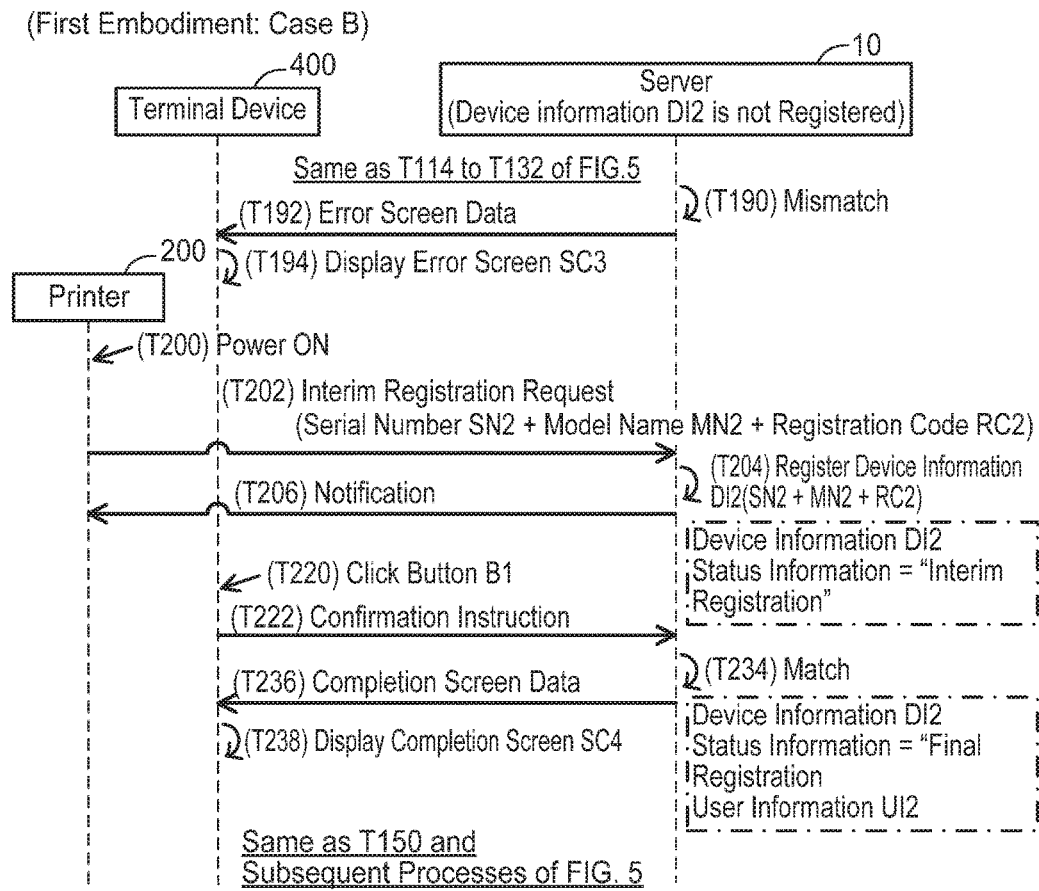 (First Embodiment: Case B)
400
10
Terminal Device
Server
(Device information DI2 is not Registered)
Same as T114 to T132 of FIG.5
(T190) Mismatch
(T192) Error Screen Data
200
(T194) Display Error Screen SC3
Printer
(T200) Power ON
(T202) Interim Registration Request
(Serial Number SN2 + Model Name MN2 + Registration Code RC2)
(T204) Register Device Information
DI2(SN2 + MN2 + RC2)
(T206) Notification
Device Information DI2
Status Information = “Interim
Registration”
(T220) Click Button B1
(T222) Confirmation Instruction
(T234) Match
(T236) Completion Screen Data
Device Information DI2
Status Information = “Final
Registration
User Information UI2
(T238) Display Completion Screen SC4
Same as T150 and
Subsequent Processes of FIG. 5